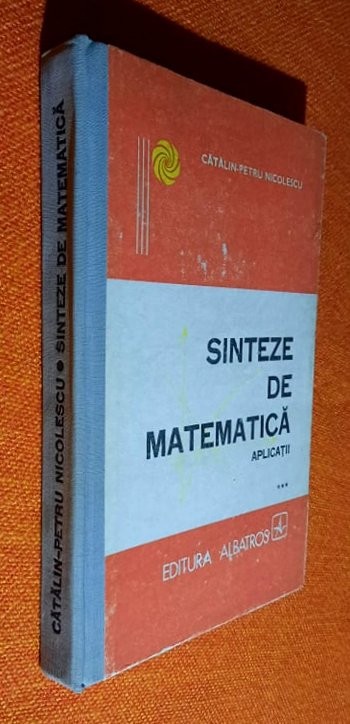 CĂTĂLIN-PETRU NICOLESCU
SINTEZE
DE
MATEMATICĂ
APLICAȚII
***
EDITURA ALBATROS
CĂTĂLIN-PETRU NICOLESCU • SINTEZE DE MATEMATICĂ